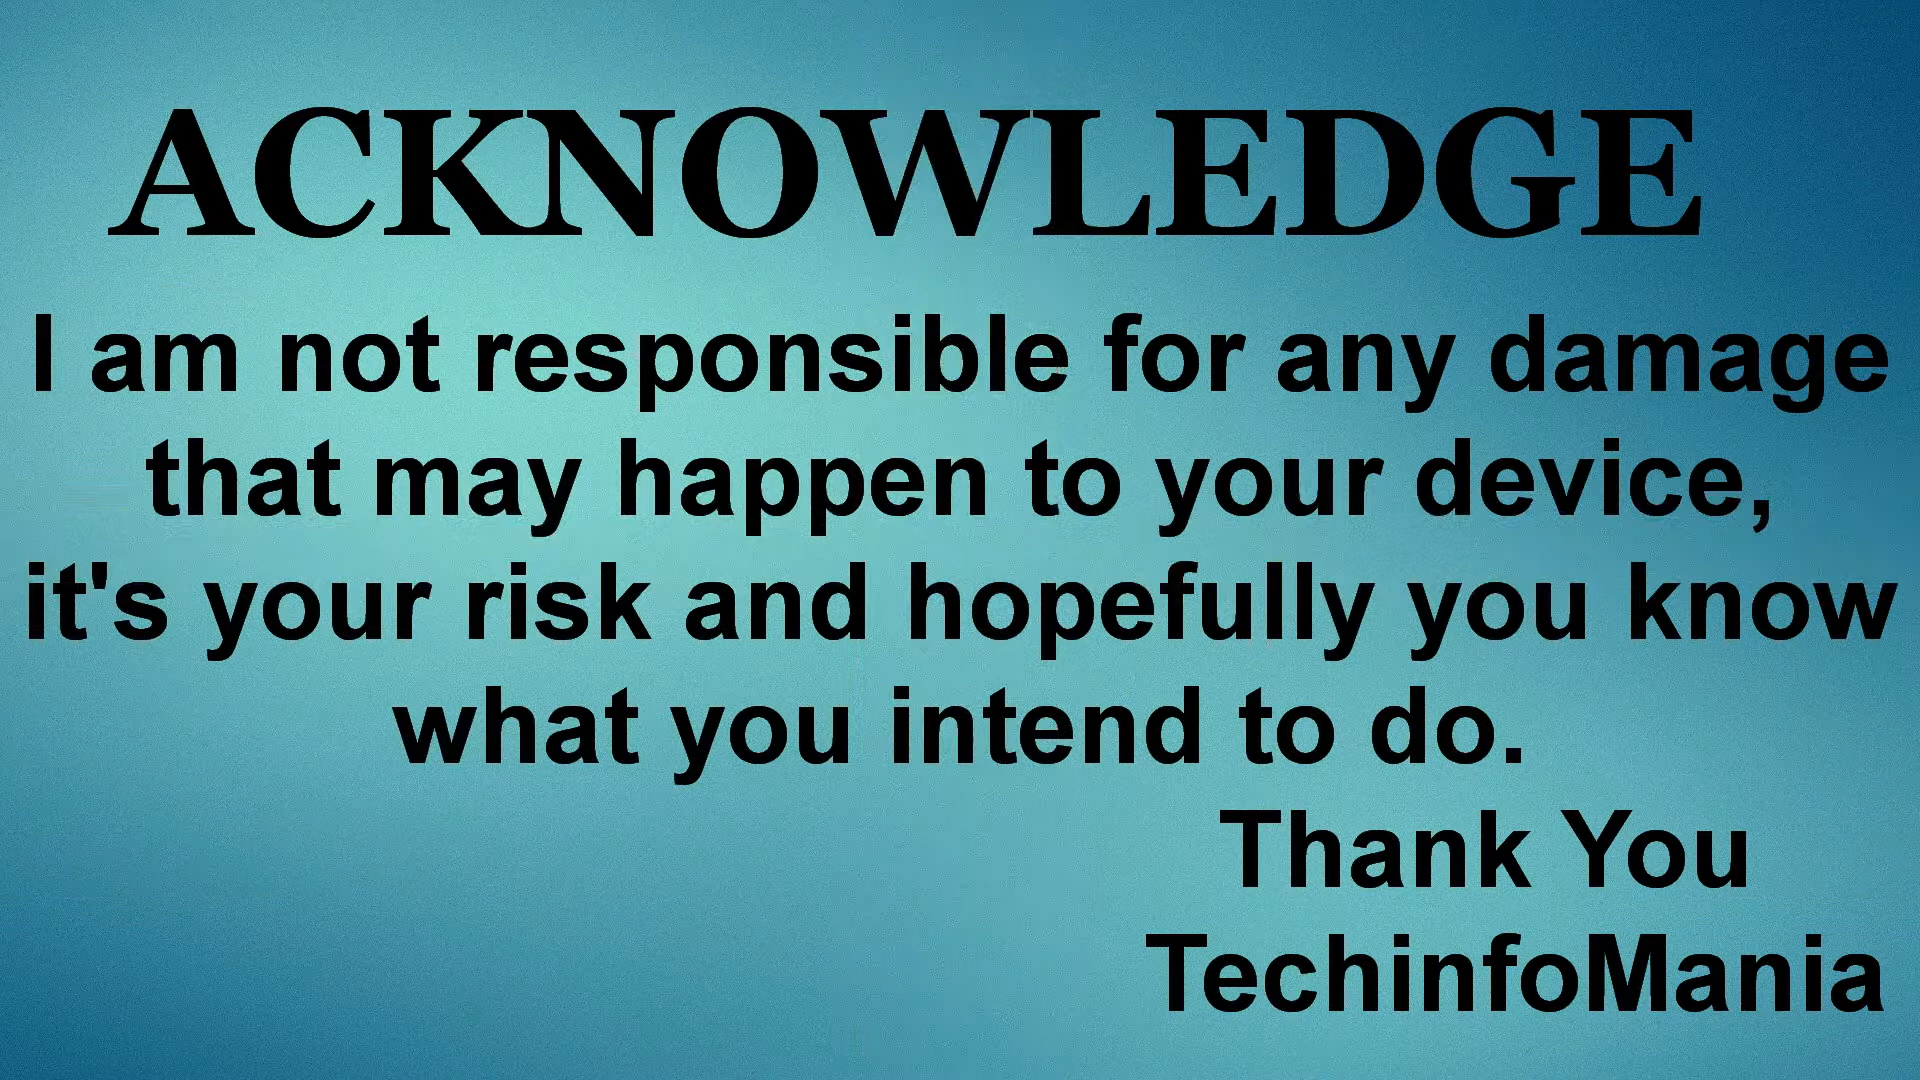 ACKNOWLEDGE
I am not responsible for any damage
that may happen to your device,
it's your risk and hopefully you know
what you intend to do.
Thank You
TechinfoMania